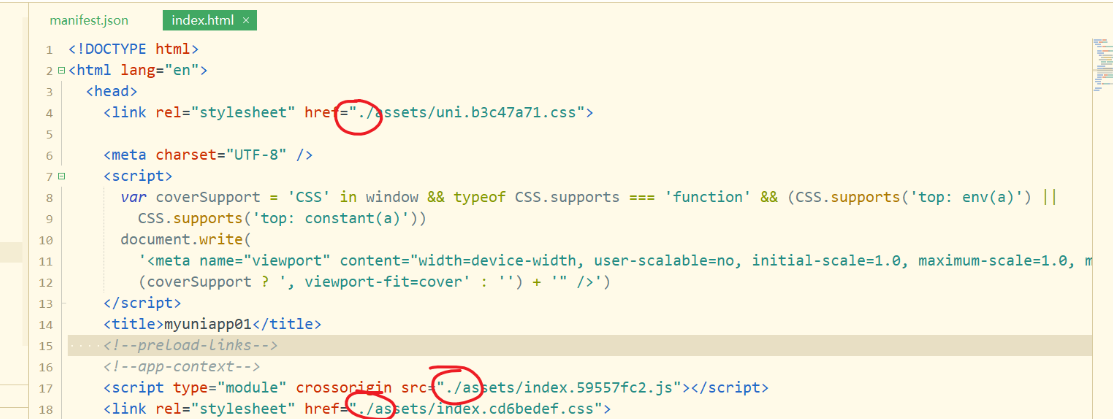 manifest.json index.html ×
1 <!DOCTYPE html>
2 <html lang="en">
3 <head>
4 <link rel="stylesheet" href="./assets/uni.b3c47a71.css">
5
6 <meta charset="UTF-8" />
7 <script>
8 var coverSupport = 'CSS' in window && typeof CSS.supports === 'function' && (CSS.supports('top: env(a)') ||
9 CSS.supports('top: constant(a)'))
10 document.write(
11 '<meta name="viewport" content="width=device-width, user-scalable=no, initial-scale=1.0, maximum-scale=1.0, m
12 (coverSupport ? ', viewport-fit=cover' : '') + '" />')
13 </script>
14 <title>myuniapp01</title>
15 <!--preload-links-->
16 <!--app-context-->
17 <script type="module" crossorigin src="./assets/index.59557fc2.js"></script>
18 <link rel="stylesheet" href="./assets/index.cd6bedef.css">